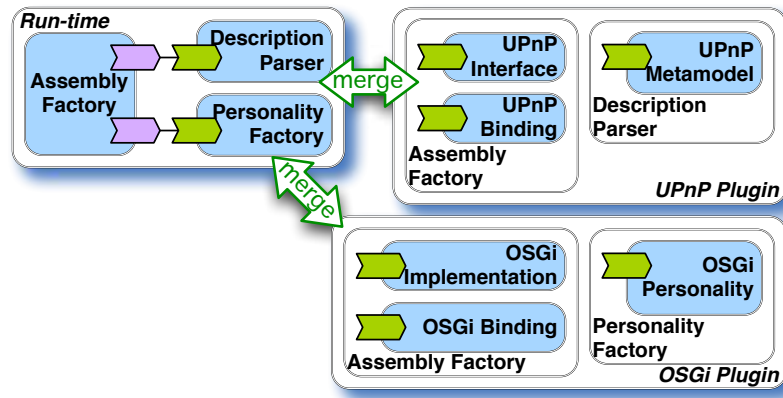 Run-time
Assembly
Factory
Description
Parser
Personality
Factory
merge
merge
UPnP
Interface
UPnP
Binding
Assembly
Factory
UPnP
Metamodel
Description
Parser
UPnP Plugin
OSGi
Implementation
OSGi Binding
Assembly Factory
OSGi
Personality
Personality
Factory
OSGi Plugin